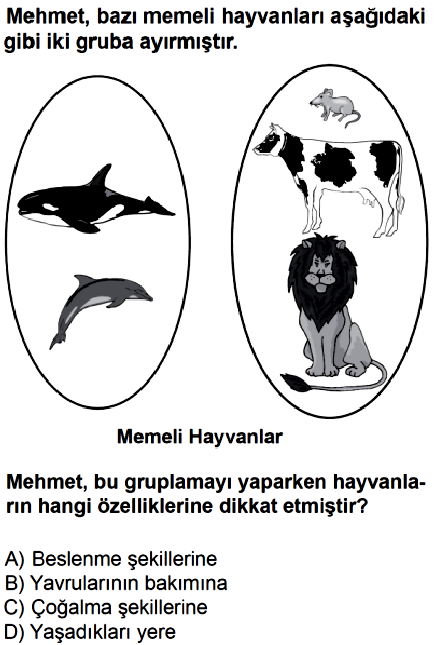 Mehmet, bazı memeli hayvanları aşağıdaki
gibi iki gruba ayırmıştır.
Memeli Hayvanlar
Mehmet, bu gruplamayı yaparken hayvanla-
rın hangi özelliklerine dikkat etmiştir?
A) Beslenme şekillerine
B) Yavrularının bakımına
C) Çoğalma şekillerine
D) Yaşadıkları yere